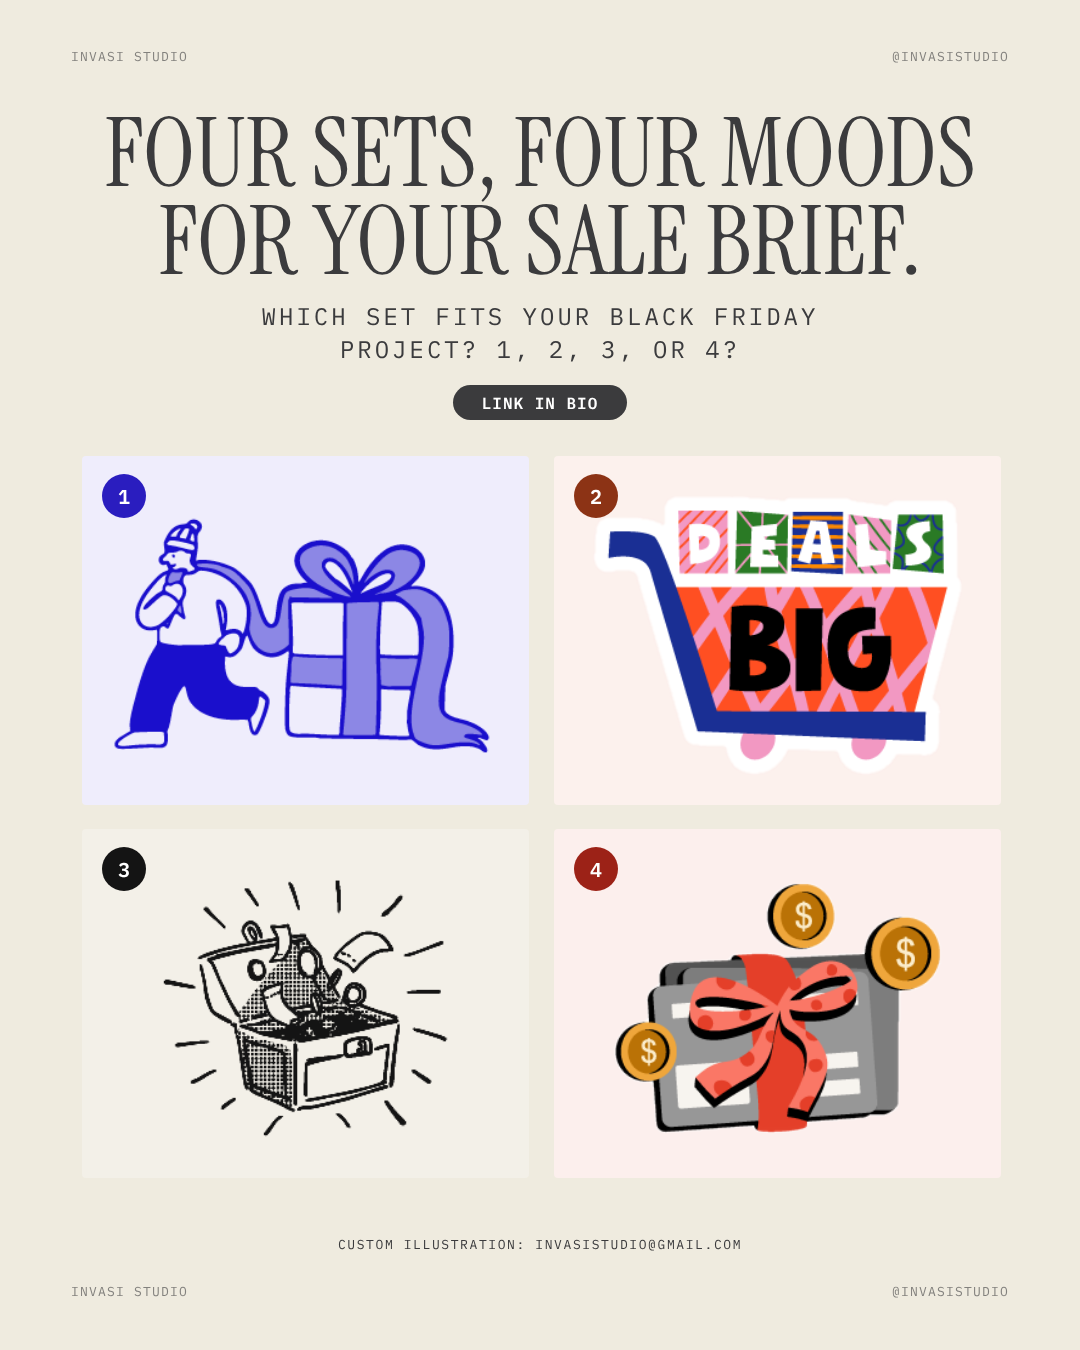 INVASI STUDIO
@INVASISTUDIO
FOUR SETS, FOUR MOODS
FOR YOUR SALE BRIEF.
WHICH SET FITS YOUR BLACK FRIDAY
PROJECT? 1, 2, 3, OR 4?
LINK IN BIO
1
2
DEALS
BIG
3
4
$
$
$
CUSTOM ILLUSTRATION: INVASISTUDIO@GMAIL.COM
INVASI STUDIO
@INVASISTUDIO